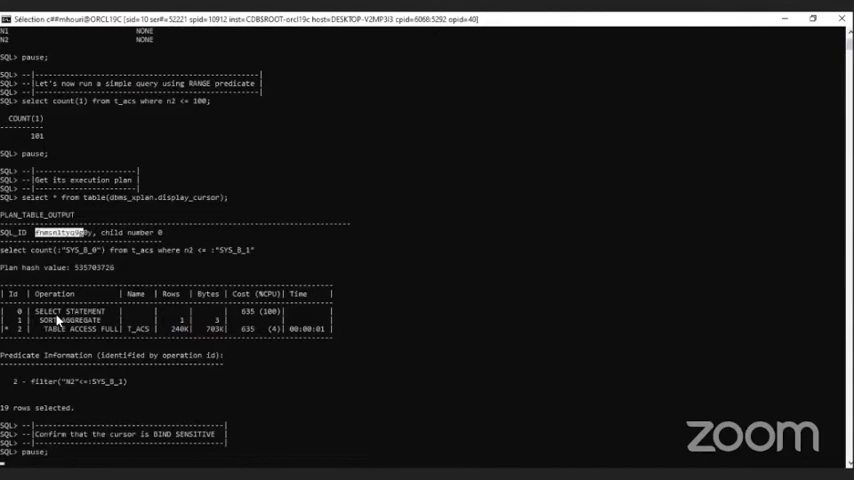 Sélection c##mhouri@ORCL19C [sid=10 ser#=52221 spid=10912 inst=CDB$ROOT-orcl19c host=DESKTOP-V2MP3I3 cpid=6068:5292 opid=40]
N1 NONE
N2 NONE
SQL> pause;
SQL> --|-------------------------------------------------|
SQL> --|Let's now run a simple query using RANGE predicate |
SQL> --|-------------------------------------------------|
SQL> select count(1) from t_acs where n2 <= 100;
COUNT(1)
----------
101
SQL> pause;
SQL> --|----------------------|
SQL> --|Get its execution plan |
SQL> --|----------------------|
SQL> select * from table(dbms_xplan.display_cursor);
PLAN_TABLE_OUTPUT
--------------------------------------------------------------------------------
SQL_ID , child number 0
-------------------------------------
select count(:"SYS_B_0") from t_acs where n2 <= :"SYS_B_1"
Plan hash value: 535703726
---------------------------------------------------------------------------
| Id | Operation | Name | Rows | Bytes | Cost (%CPU)| Time |
---------------------------------------------------------------------------
| 0 | SELECT STATEMENT | | | | 635 (100)| |
| 1 | SORT AGGREGATE | | 1 | 3 | | |
|* 2 | TABLE ACCESS FULL| T_ACS | 240K| 703K| 635 (4)| 00:00:01 |
---------------------------------------------------------------------------
Predicate Information (identified by operation id):
---------------------------------------------------
2 - filter("N2"<=:SYS_B_1)
19 rows selected.
SQL> --|------------------------------------------|
SQL> --|Confirm that the cursor is BIND SENSITIVE |
SQL> --|------------------------------------------|
SQL> pause;
zoom